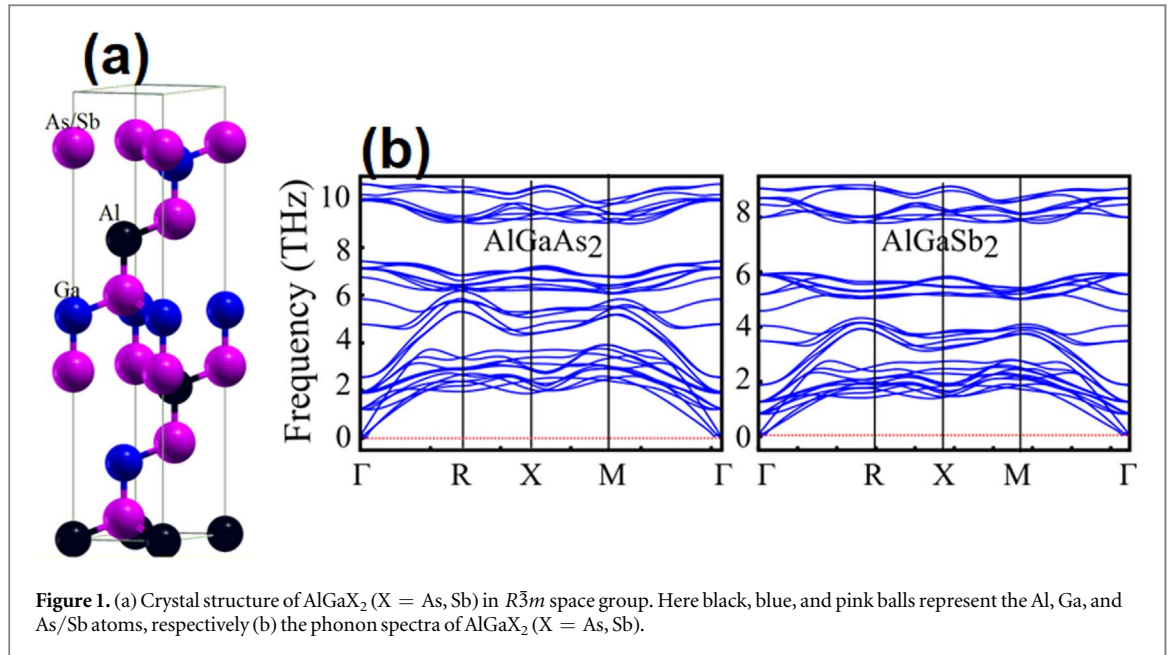 (a)
As/Sb
Al
Ga
(b)
Frequency (THz)
10
8
6
4
2
0
AlGaAs₂
Γ R X M Γ
8
6
4
2
0
AlGaSb₂
Γ R X M Γ
Figure 1. (a) Crystal structure of AlGaX₂ (X = As, Sb) in R3̅m space group. Here black, blue, and pink balls represent the Al, Ga, and
As/Sb atoms, respectively (b) the phonon spectra of AlGaX₂ (X = As, Sb).